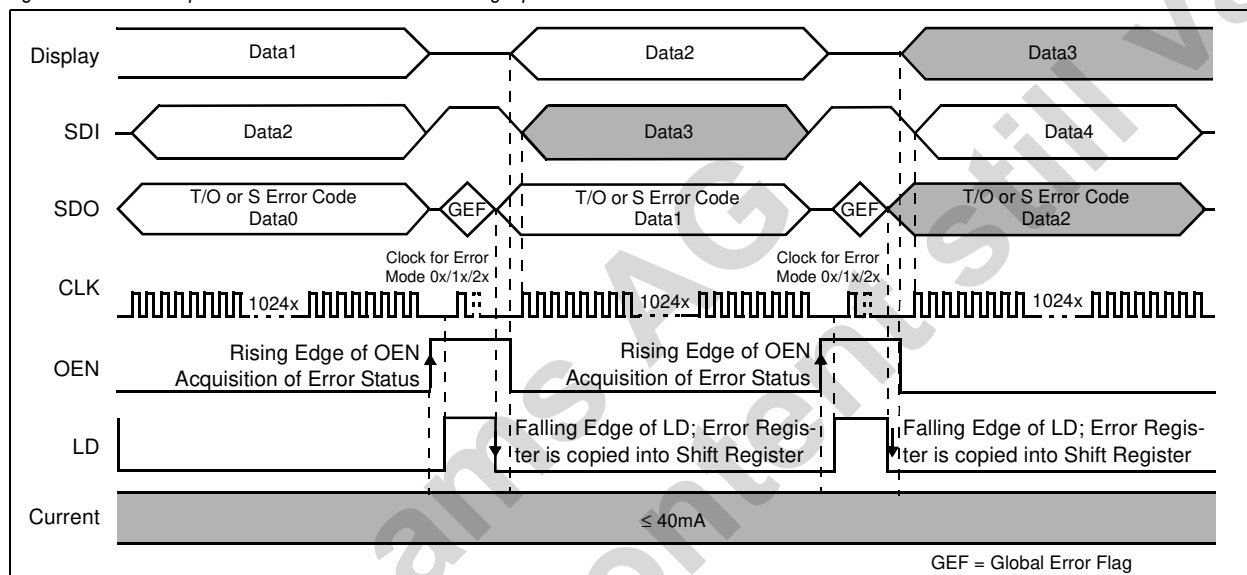 Display
Data1
Data2
Data3
SDI
Data2
Data3
Data4
SDO
T/O or S Error Code
Data0
GEF
T/O or S Error Code
Data1
GEF
T/O or S Error Code
Data2
Clock for Error
Mode 0x/1x/2x
Clock for Error
Mode 0x/1x/2x
CLK
1024x
1024x
1024x
OEN
Rising Edge of OEN
Acquisition of Error Status
Rising Edge of OEN
Acquisition of Error Status
LD
Falling Edge of LD; Error Regis-
ter is copied into Shift Register
Falling Edge of LD; Error Regis-
ter is copied into Shift Register
Current
≤ 40mA
GEF = Global Error Flag
ams AG
still